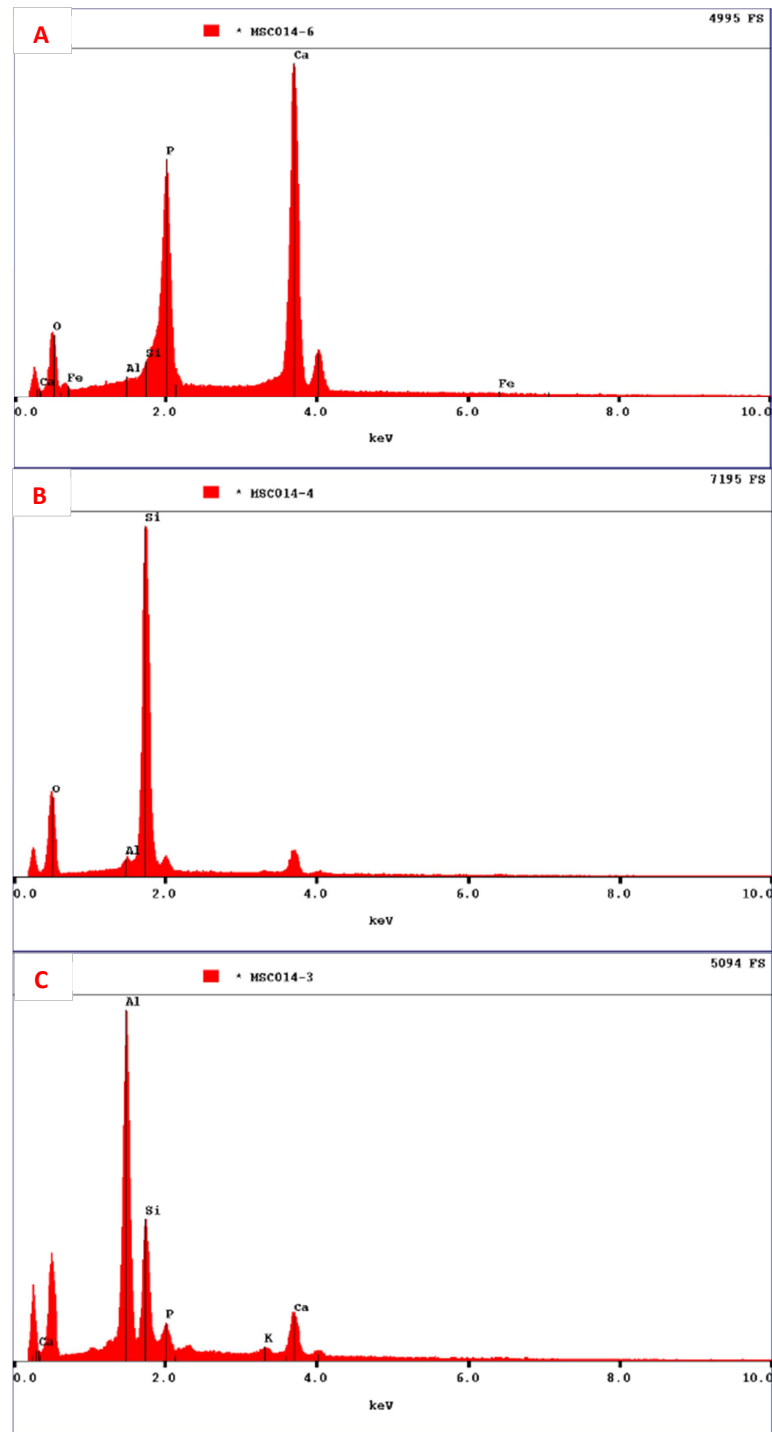 A
* MSC014-6
4995 FS
Ca
P
O
Si
Al
Ca
Fe
Fe
0.0 2.0 4.0 6.0 8.0 10.0
keV
B
* MSC014-4
7195 FS
Si
O
Al
0.0 2.0 4.0 6.0 8.0 10.0
keV
C
* MSC014-3
5094 FS
Al
Si
P
Ca
K
Ca
0.0 2.0 4.0 6.0 8.0 10.0
keV